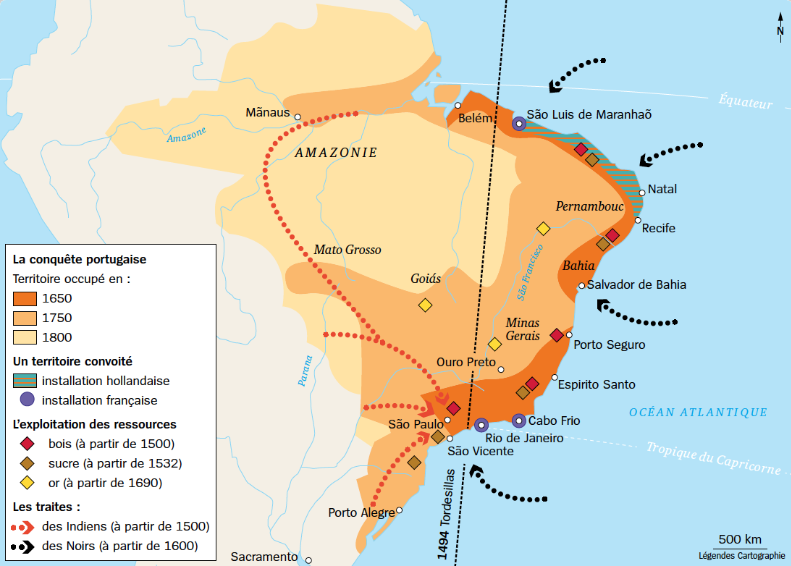 N
Équateur
São Luis de Maranhaõ
Belém
Mãnaus
Amazone
AMAZONIE
Natal
Pernambouc
Recife
Mato Grosso
São Francisco
Bahia
Goiás
Salvador de Bahia
Minas
Gerais
Porto Seguro
Ouro Preto
Parana
Espirito Santo
OCÉAN ATLANTIQUE
São Paulo
Cabo Frio
Rio de Janeiro
São Vicente
Tropique du Capricorne
1494 Tordesillas
Porto Alegre
Sacramento
La conquête portugaise
Territoire occupé en :
1650
1750
1800
Un territoire convoité
installation hollandaise
installation française
L'exploitation des ressources
bois (à partir de 1500)
sucre (à partir de 1532)
or (à partir de 1690)
Les traites :
des Indiens (à partir de 1500)
des Noirs (à partir de 1600)
500 km
Légendes Cartographie